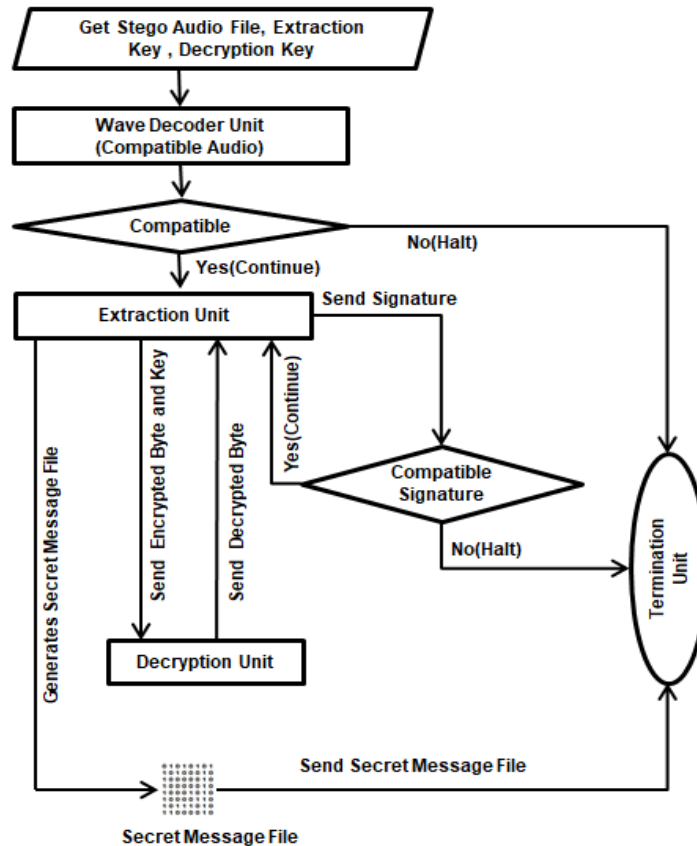 Get Stego Audio File, Extraction
Key , Decryption Key
Wave Decoder Unit
(Compatible Audio)
Compatible
No(Halt)
Yes(Continue)
Extraction Unit
Send Signature
Generates Secret Message File
Send Encrypted Byte and Key
Send Decrypted Byte
Yes(Continue)
Compatible
Signature
No(Halt)
Termination
Unit
Decryption Unit
Send Secret Message File
Secret Message File